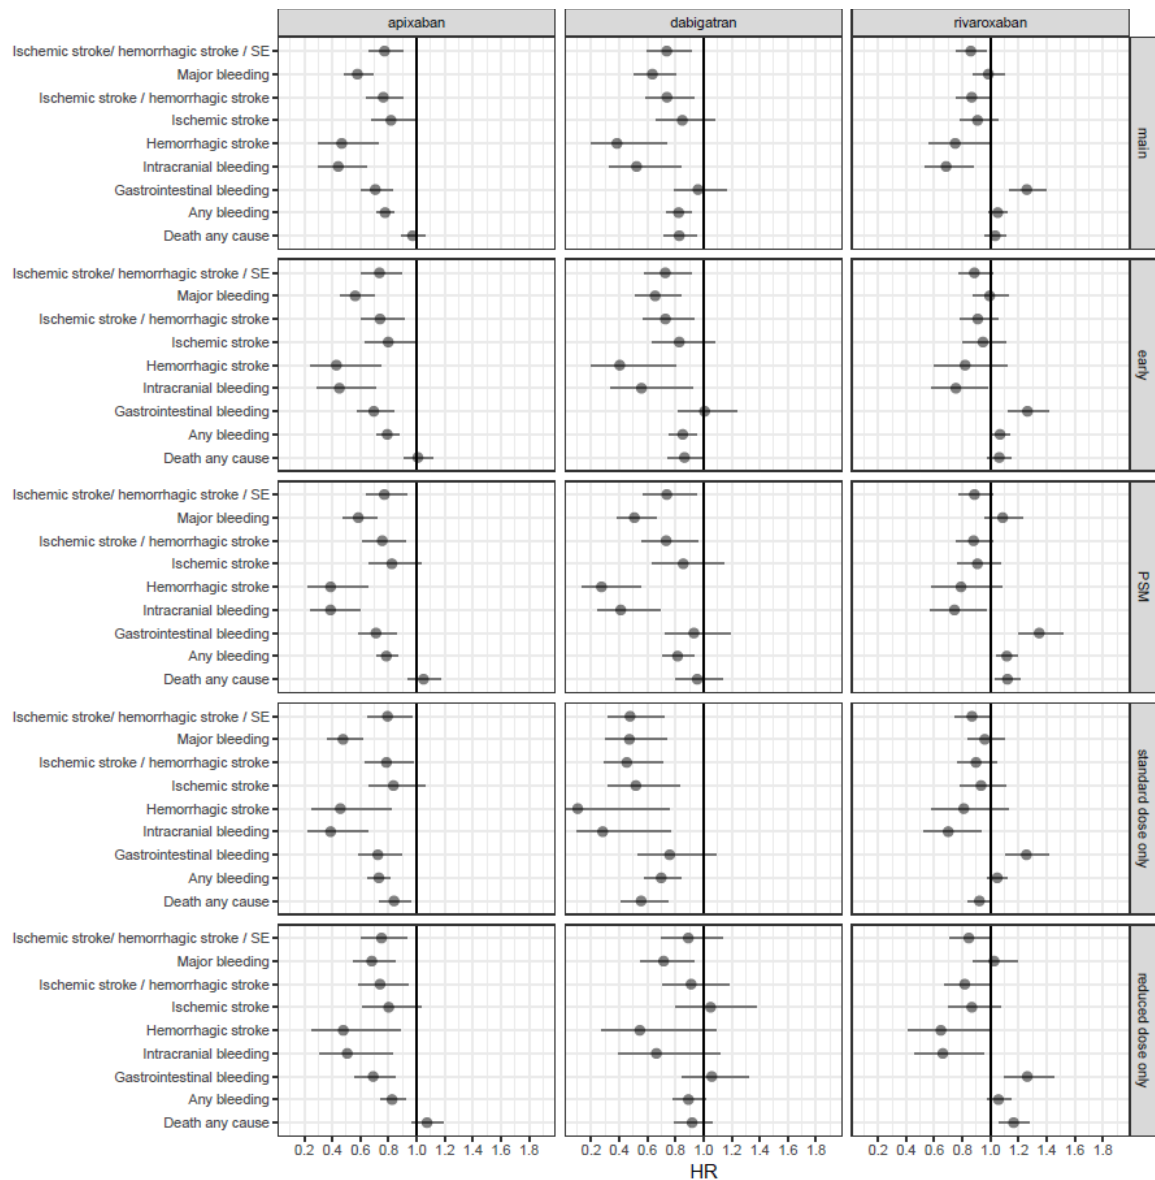 apixaban dabigatran rivaroxaban
Ischemic stroke/ hemorrhagic stroke / SE
Major bleeding
Ischemic stroke / hemorrhagic stroke
Ischemic stroke
Hemorrhagic stroke
Intracranial bleeding
Gastrointestinal bleeding
Any bleeding
Death any cause
main
Ischemic stroke/ hemorrhagic stroke / SE
Major bleeding
Ischemic stroke / hemorrhagic stroke
Ischemic stroke
Hemorrhagic stroke
Intracranial bleeding
Gastrointestinal bleeding
Any bleeding
Death any cause
early
Ischemic stroke/ hemorrhagic stroke / SE
Major bleeding
Ischemic stroke / hemorrhagic stroke
Ischemic stroke
Hemorrhagic stroke
Intracranial bleeding
Gastrointestinal bleeding
Any bleeding
Death any cause
PSM
Ischemic stroke/ hemorrhagic stroke / SE
Major bleeding
Ischemic stroke / hemorrhagic stroke
Ischemic stroke
Hemorrhagic stroke
Intracranial bleeding
Gastrointestinal bleeding
Any bleeding
Death any cause
standard dose only
Ischemic stroke/ hemorrhagic stroke / SE
Major bleeding
Ischemic stroke / hemorrhagic stroke
Ischemic stroke
Hemorrhagic stroke
Intracranial bleeding
Gastrointestinal bleeding
Any bleeding
Death any cause
reduced dose only
0.2 0.4 0.6 0.8 1.0 1.2 1.4 1.6 1.8 0.2 0.4 0.6 0.8 1.0 1.2 1.4 1.6 1.8 0.2 0.4 0.6 0.8 1.0 1.2 1.4 1.6 1.8
HR